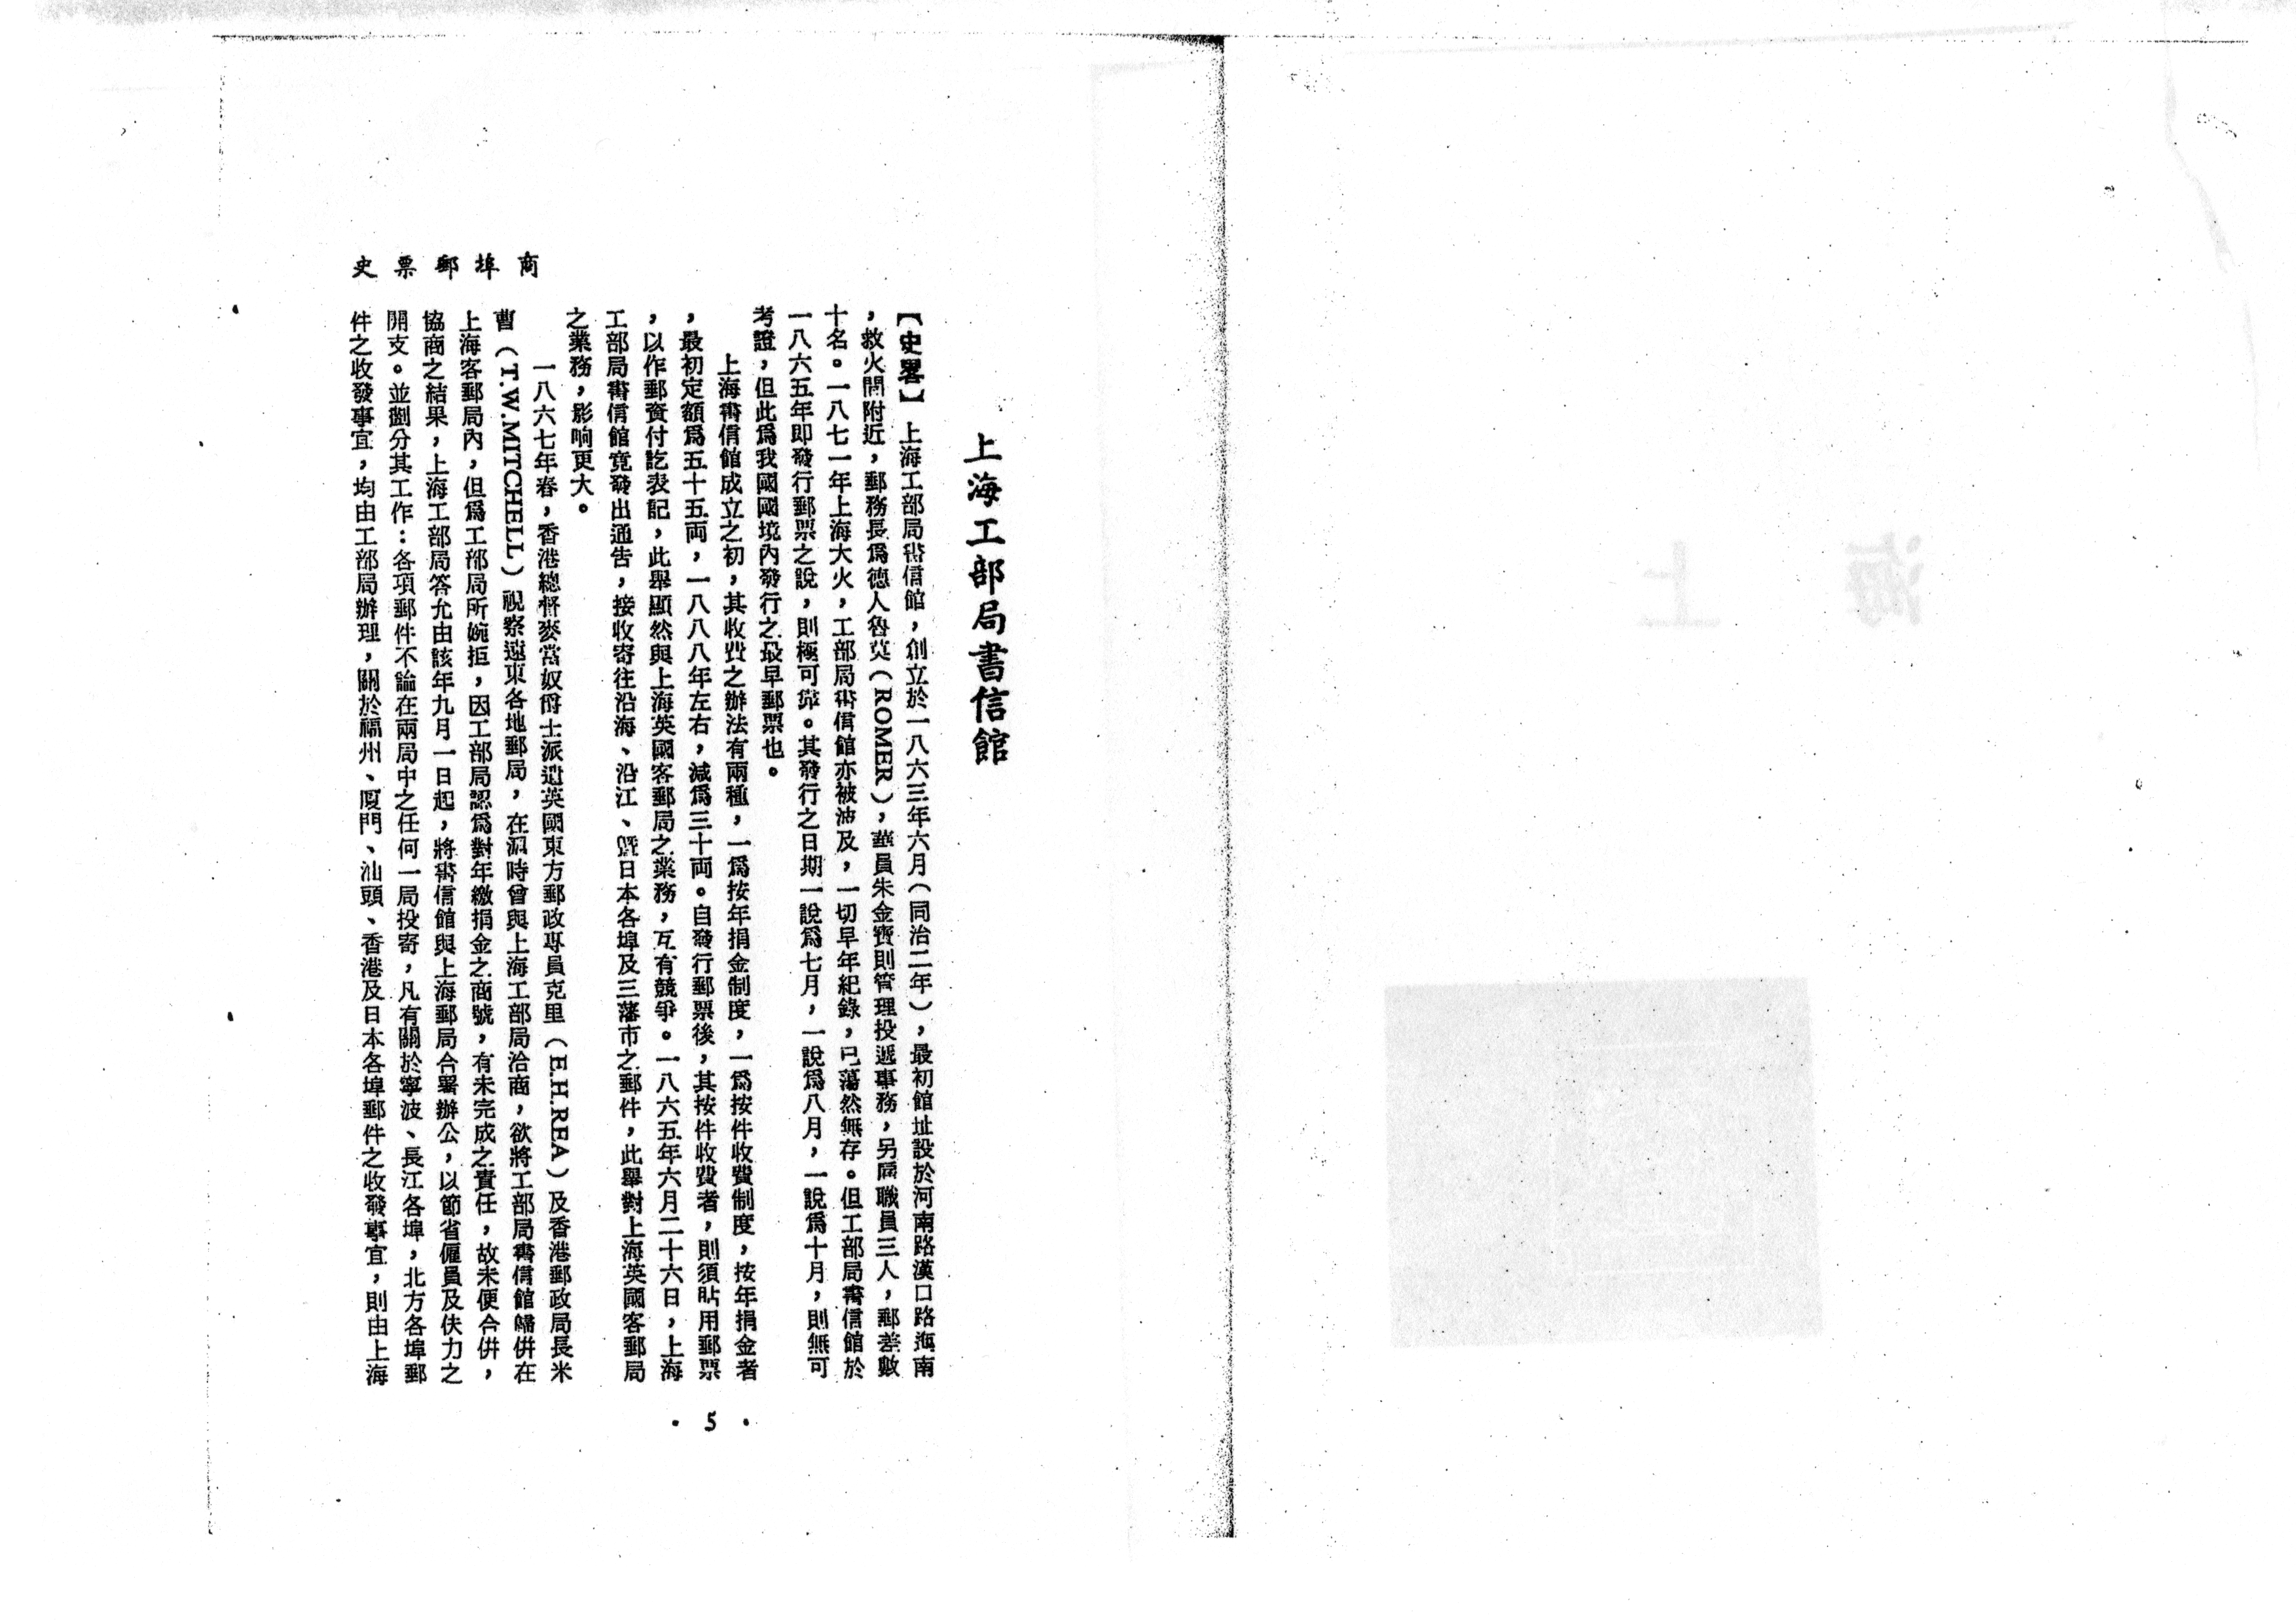 上海工部局書信館
【史畧】上海工部局書信館，創立於一八六三年六月（同治二年），最初館址設於河南路漢口路南
，救火間附近，郵務長爲德人魯莫（ROMER），華員朱金寶則管理投遞事務，另僱職員三人，郵差數
十名。一八七一年上海大火，工部局書信館亦被波及，一切早年紀錄，已蕩然無存。但工部局書信館於
一八六五年即發行郵票之說，則極可靠。其發行之日期一說爲七月，一說爲八月，一說爲十月，則無可
考證，但此爲我國國境內發行之最早郵票也。
上海書信館成立之初，其收費之辦法有兩種，一爲按年捐金制度，一爲按件收費制度，按年捐金者
，最初定額爲五十五両，一八八八年左右，減爲三十両。自發行郵票後，其按件收費者，則須貼用郵票
，以作郵資付訖表記，此舉顯然與上海英國客郵局之業務，互有競爭。一八六五年六月二十六日，上海
工部局書信館竟發出通告，接收寄往沿海、沿江、曁日本各埠及三藩市之郵件，此舉對上海英國客郵局
之業務，影响更大。
一八六七年春，香港總督麥當奴爵士派遣英國東方郵政專員克里（E.H.REA）及香港郵政局長米
曹（T.W.MITCHELL）視察遠東各地郵局，在滬時曾與上海工部局洽商，欲將工部局書信館歸併在
上海客郵局內，但爲工部局所婉拒，因工部局認爲對年繳捐金之商號，有未完成之責任，故未便合併，
協商之結果，上海工部局答允由該年九月一日起，將書信館與上海郵局合署辦公，以節省僱員及伕力之
開支。並劃分其工作：各項郵件不論在兩局中之任何一局投寄，凡有關於寧波、長江各埠，北方各埠郵
件之收發事宜，均由工部局辦理，關於福州、厦門、汕頭、香港及日本各埠郵件之收發事宜，則由上海
商埠郵票史
· 5 ·